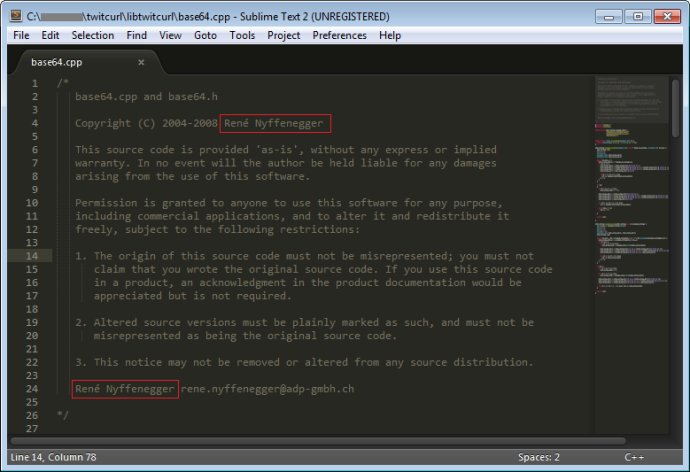 C:\ \twitcurl\libtwitcurl\base64.cpp - Sublime Text 2 (UNREGISTERED)
File Edit Selection Find View Goto Tools Project Preferences Help
base64.cpp ×
1 /*
2 base64.cpp and base64.h
3
4 Copyright (C) 2004-2008 René Nyffenegger
5
6 This source code is provided 'as-is', without any express or implied
7 warranty. In no event will the author be held liable for any damages
8 arising from the use of this software.
9
10 Permission is granted to anyone to use this software for any purpose,
11 including commercial applications, and to alter it and redistribute it
12 freely, subject to the following restrictions:
13
14 1. The origin of this source code must not be misrepresented; you must not
15 claim that you wrote the original source code. If you use this source code
16 in a product, an acknowledgment in the product documentation would be
17 appreciated but is not required.
18
19 2. Altered source versions must be plainly marked as such, and must not be
20 misrepresented as being the original source code.
21
22 3. This notice may not be removed or altered from any source distribution.
23
24 René Nyffenegger rene.nyffenegger@adp-gmbh.ch
25
26 */
27
Line 14, Column 78 Spaces: 2 C++